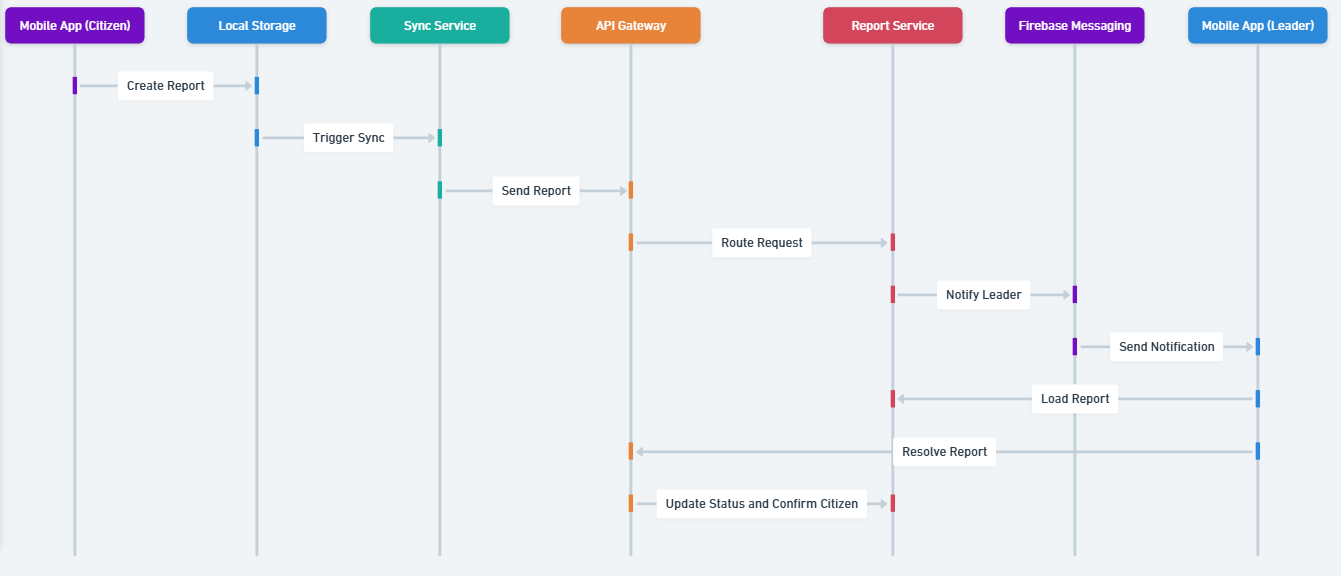 Mobile App (Citizen)
Local Storage
Sync Service
API Gateway
Report Service
Firebase Messaging
Mobile App (Leader)
Create Report
Trigger Sync
Send Report
Route Request
Notify Leader
Send Notification
Load Report
Resolve Report
Update Status and Confirm Citizen